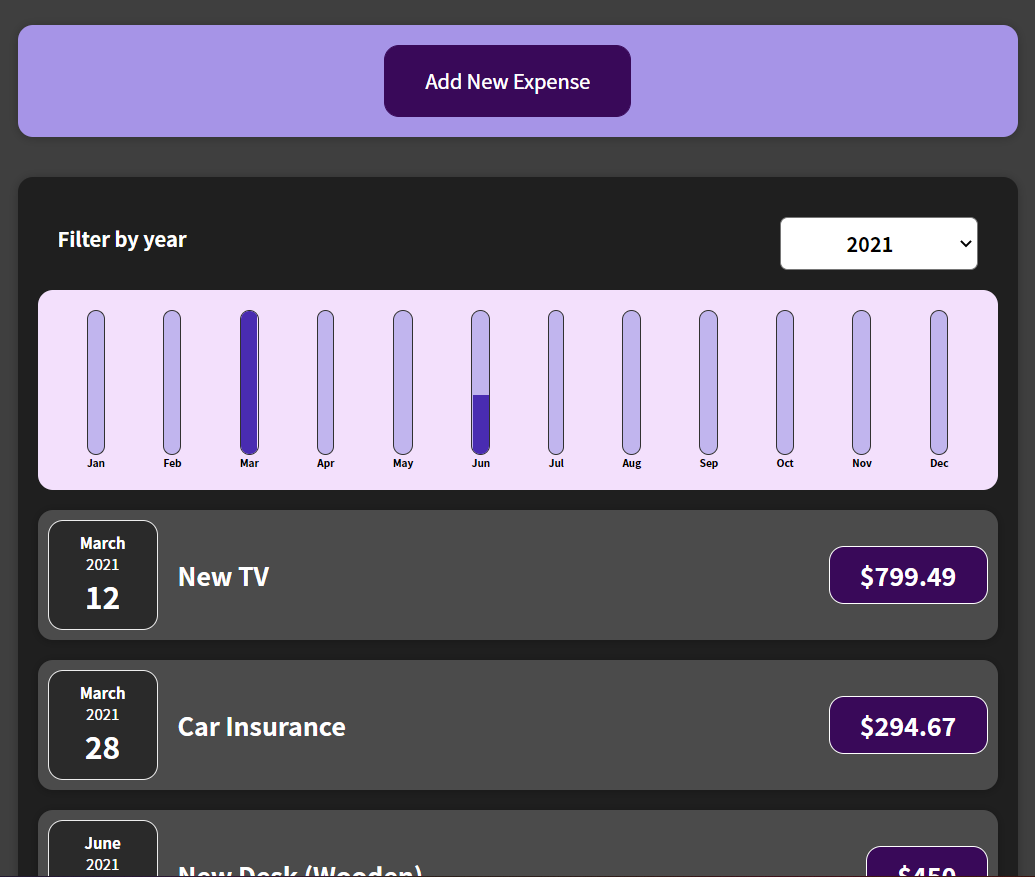 Add New Expense
Filter by year
2021
Jan Feb Mar Apr May Jun Jul Aug Sep Oct Nov Dec
March
2021
12
New TV
$799.49
March
2021
28
Car Insurance
$294.67
June
2021
New Desk (Wooden)
$450